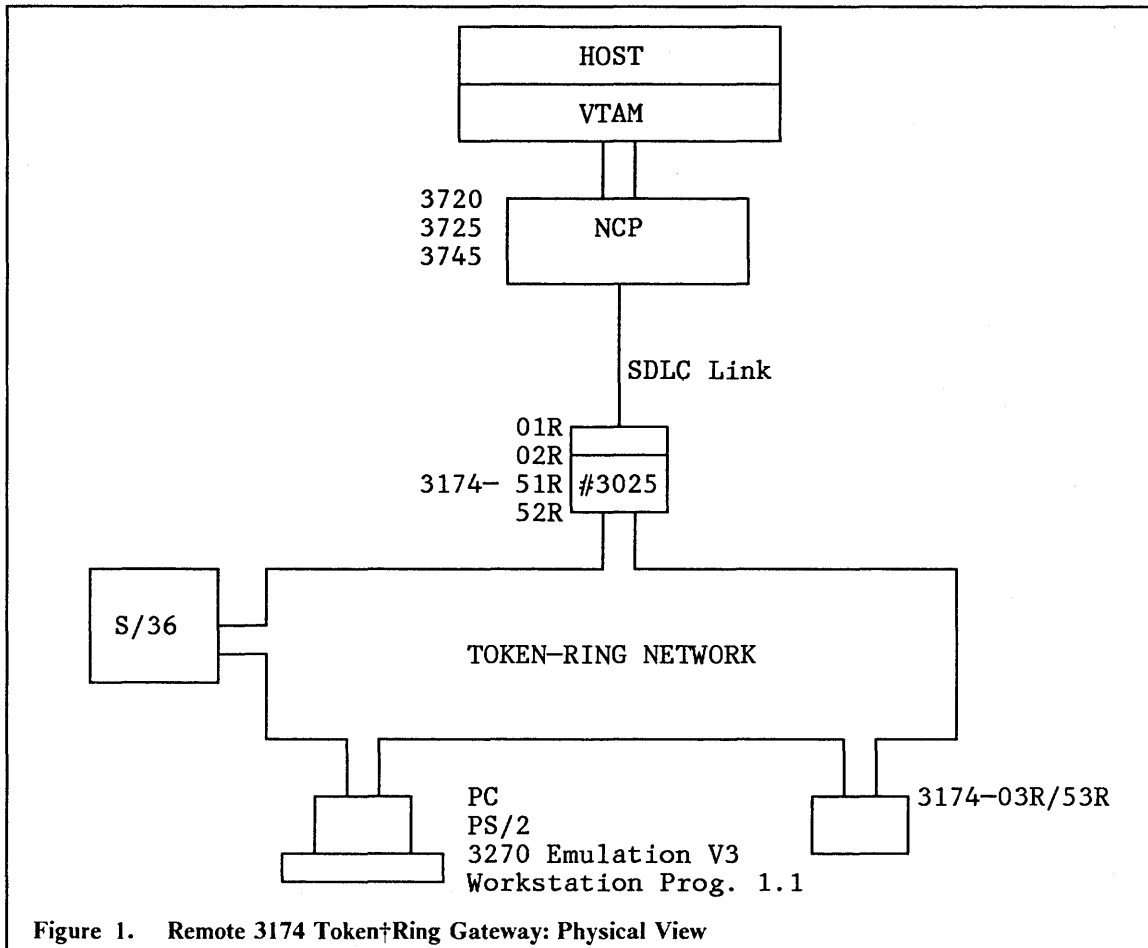 HOST
VTAM
3720
3725
3745
NCP
SDLC Link
01R
02R
3174— 51R
52R
#3025
S/36
TOKEN—RING NETWORK
PC
PS/2
3270 Emulation V3
Workstation Prog. 1.1
3174—03R/53R
Figure 1. Remote 3174 Token†Ring Gateway: Physical View